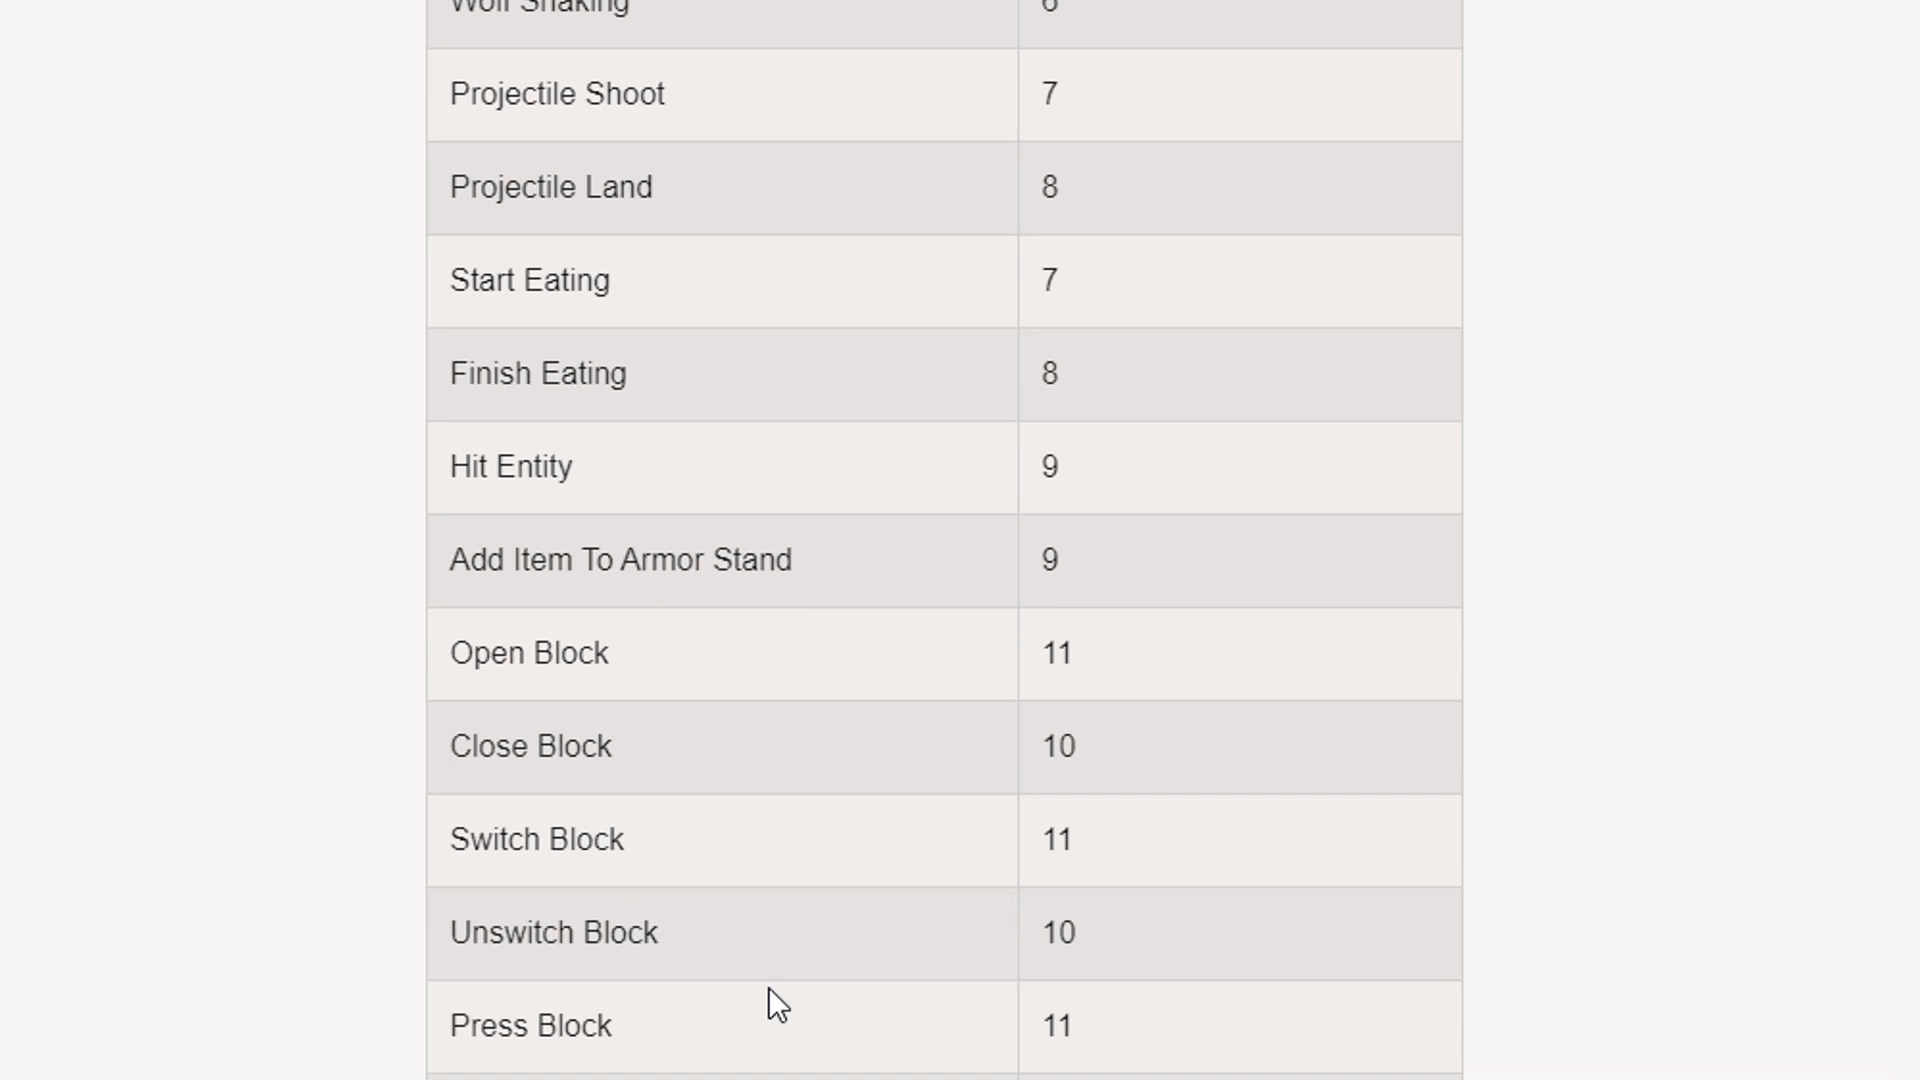 Wolf Shaking 6
Projectile Shoot 7
Projectile Land 8
Start Eating 7
Finish Eating 8
Hit Entity 9
Add Item To Armor Stand 9
Open Block 11
Close Block 10
Switch Block 11
Unswitch Block 10
Press Block 11